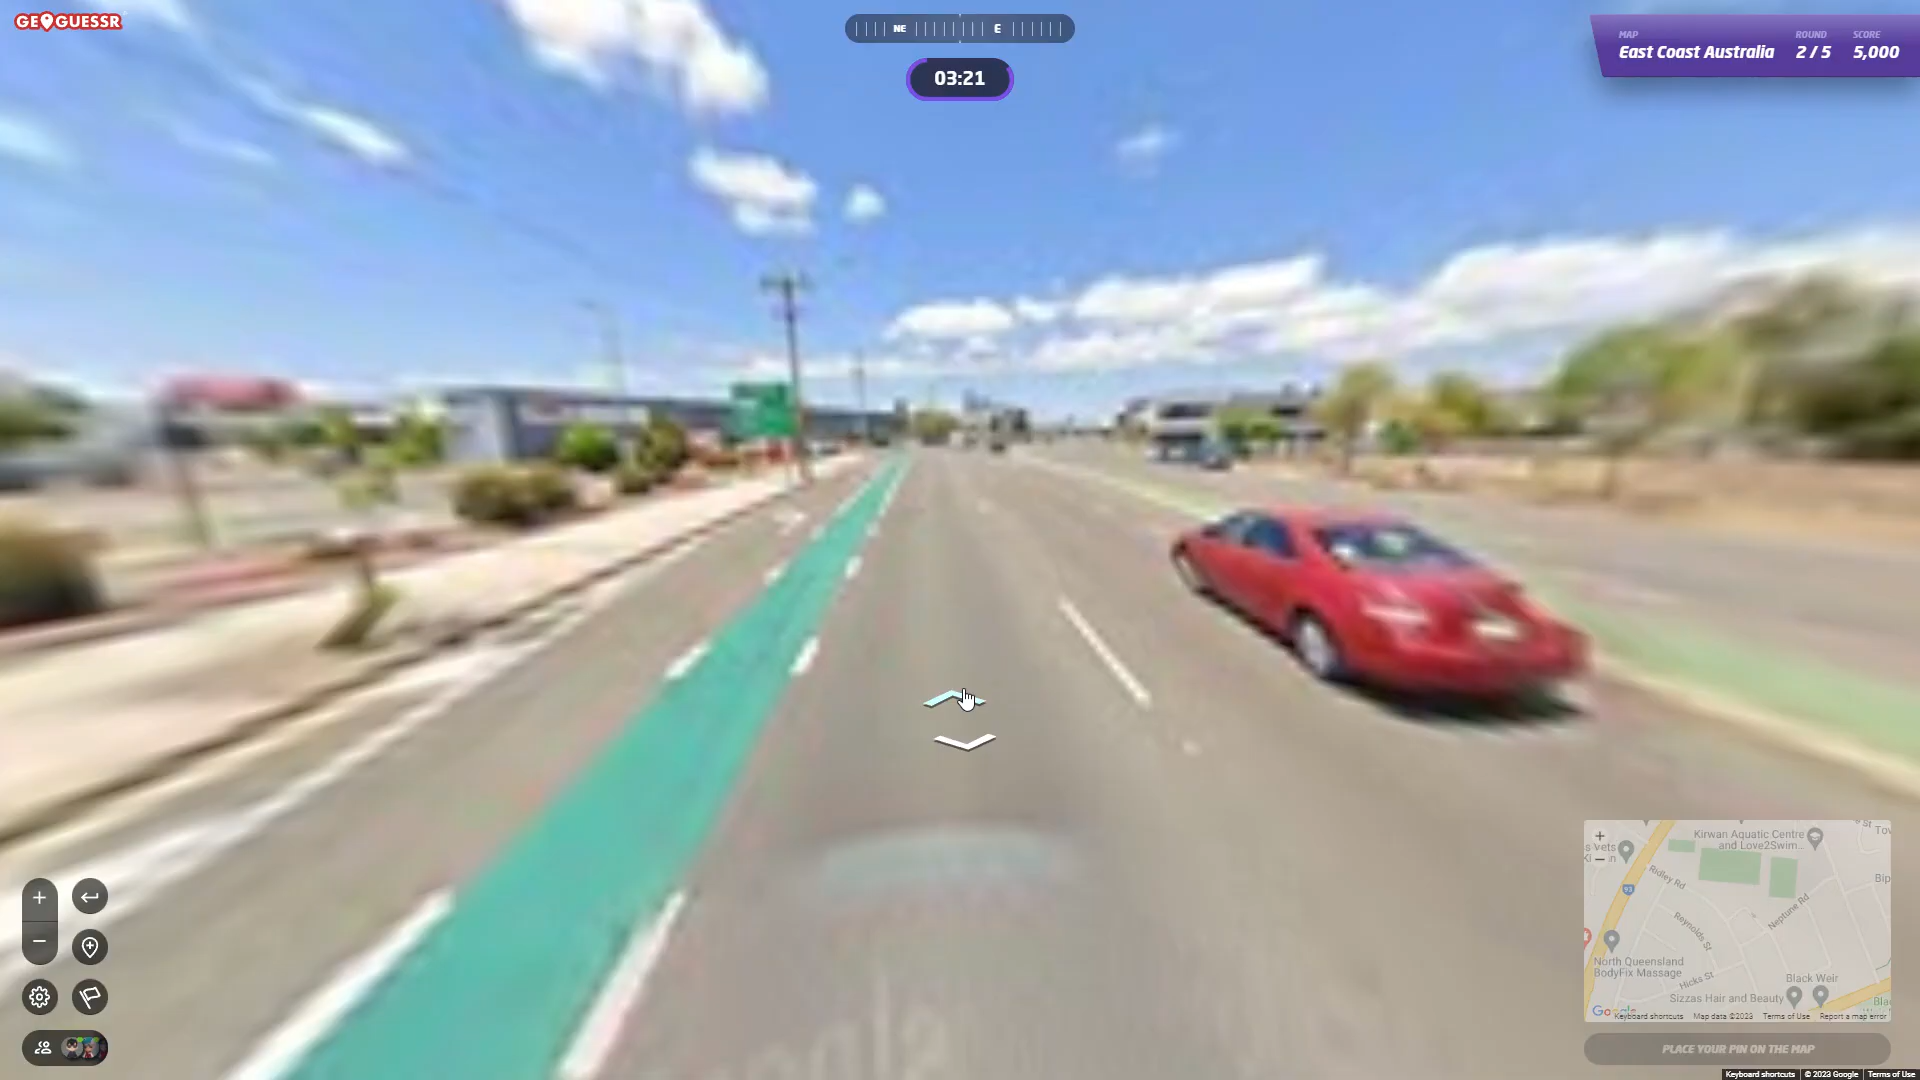 GEOGUESSR
NE
E
03:21
MAP
East Coast Australia
ROUND
2 / 5
SCORE
5,000
Kirwan Aquatic Centre
and Love2Swim...
Ridley Rd
Neptune Rd
Reynolds St
North Queensland
BodyFix Massage
Hicks St
Black Weir
Sizzas Hair and Beauty
Google
Keyboard shortcuts
Map data ©2023
Terms of Use
Report a map error
PLACE YOUR PIN ON THE MAP
Keyboard shortcuts
© 2023 Google
Terms of Use